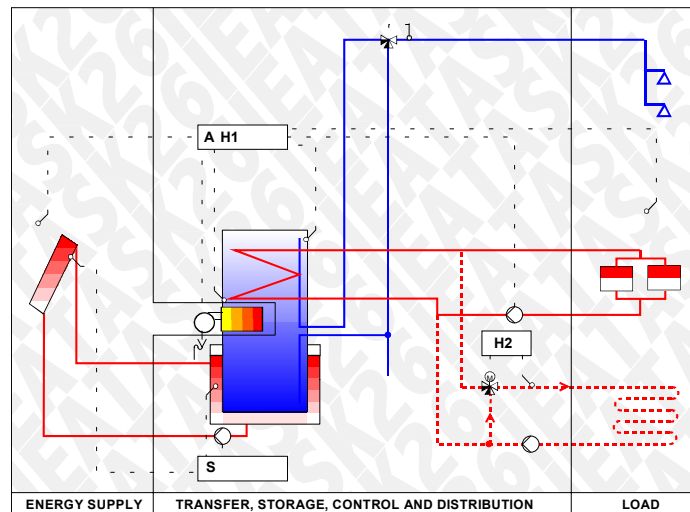 A H1
H2
M
S
ENERGY SUPPLY
TRANSFER, STORAGE, CONTROL AND DISTRIBUTION
LOAD